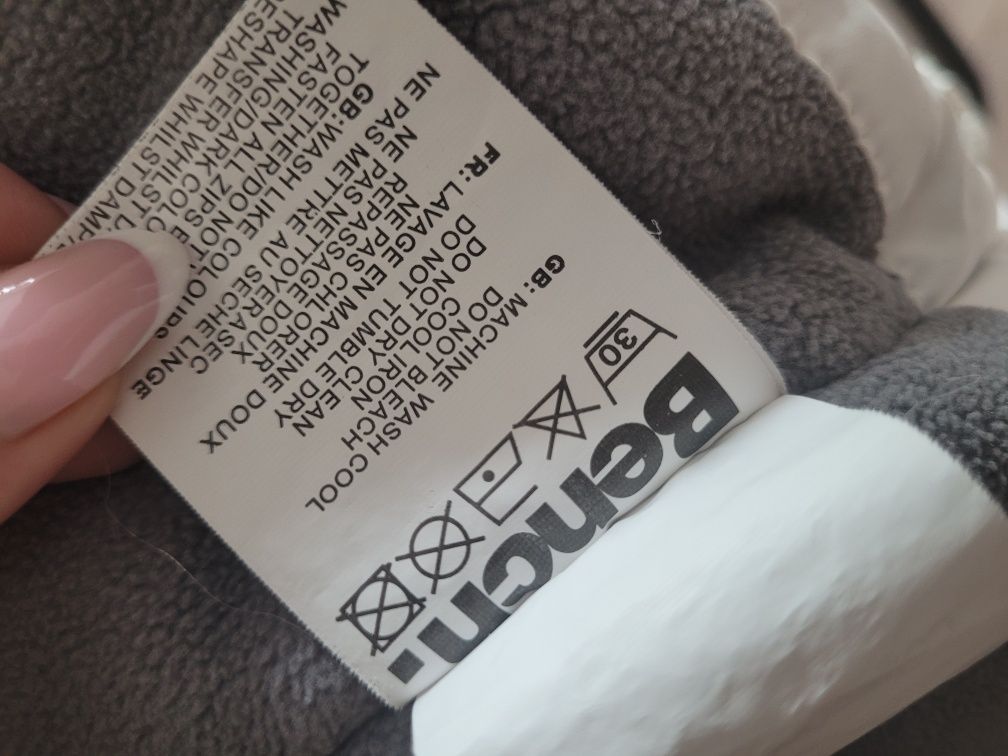 Bench.
30
GB: MACHINE WASH COOL
DO NOT BLEACH
COOL IRON
DO NOT DRY CLEAN
DO NOT TUMBLE DRY
FR: LAVAGE EN MACHINE DOUX
NE PAS CHLORER
REPASSAGE DOUX
NE PAS NETTOYER A SEC
NE PAS METTRE AU SECHE LINGE
GB: WASH LIKE COLOURS
TOGETHER/DO NOT
FASTEN ALL ZIPS
WASHING/DARK COLO
TRANSFER WHILST D
RESHAPE WHILST DAMP